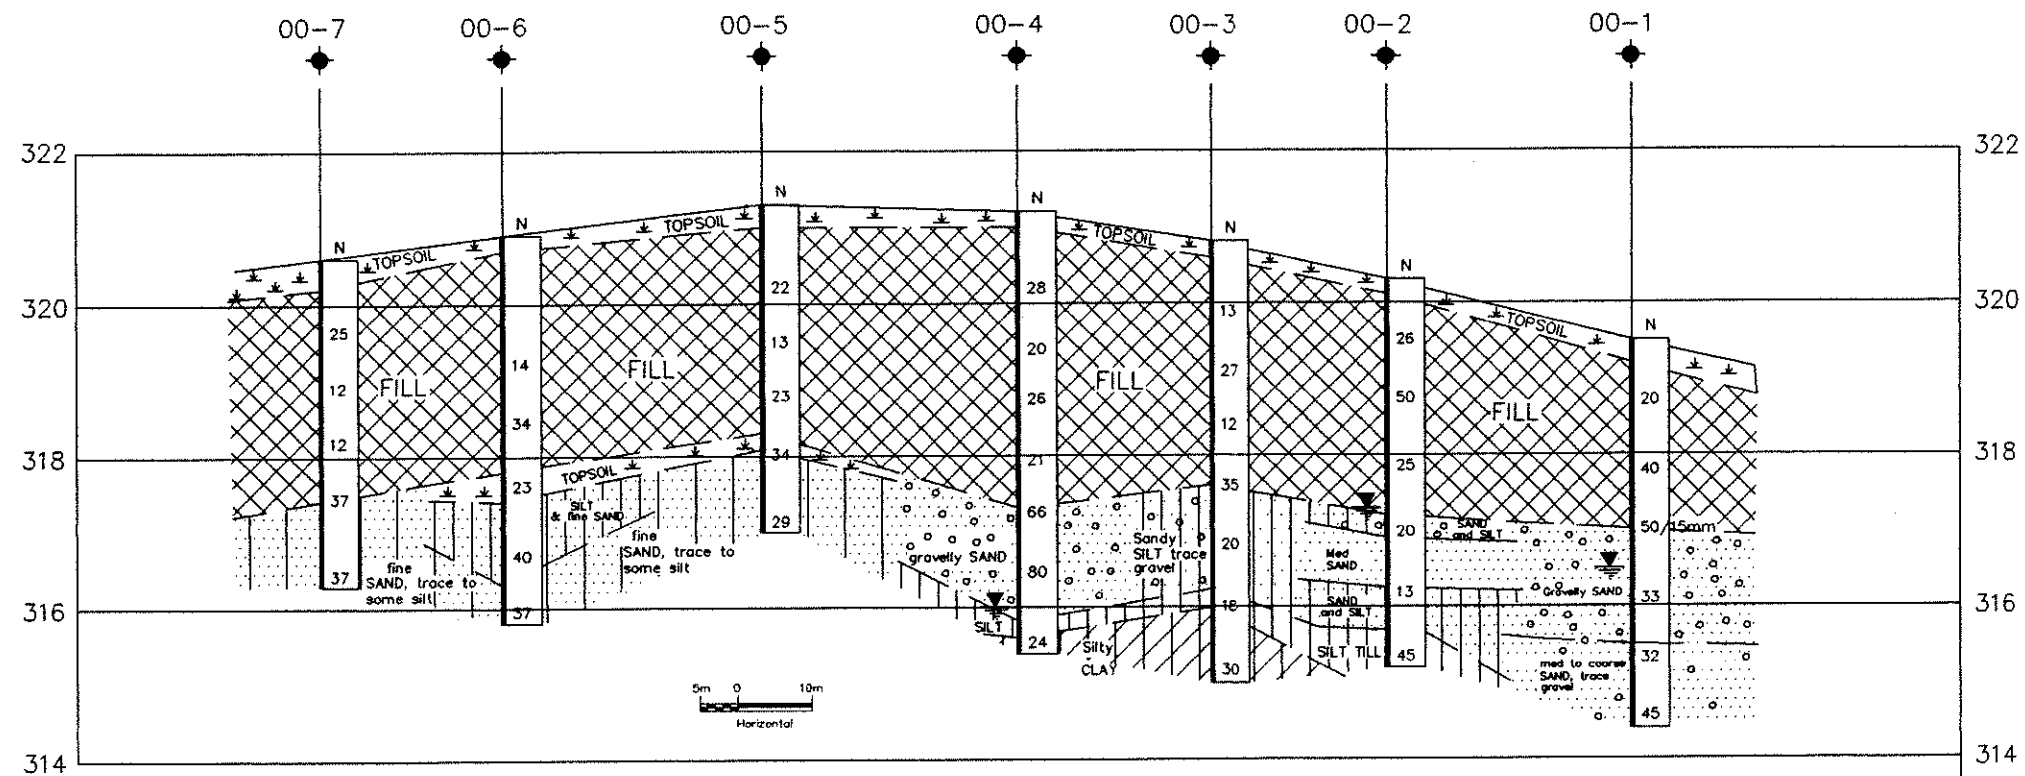 00-7 00-6 00-5 00-4 00-3 00-2 00-1
322 322
N N N N N N N
TOPSOIL TOPSOIL TOPSOIL TOPSOIL
320 320
25 12 12 37 37
14 34 23 40 37
22 13 23 34 29
28 20 26 21 66 80 24
13 27 12 35 20 18 30
26 50 25 20 13 45
20 40 50/15mm 33 32 45
FILL FILL FILL FILL
318 318
TOPSOIL
SILT
& fine SAND
fine
SAND, trace to
some silt
fine
SAND, trace to
some silt
gravelly SAND
SILT
Sandy
SILT trace
gravel
Silty
CLAY
SAND
and SILT
Med
SAND
SAND
and SILT
SILT TILL
Gravelly SAND
med to coarse
SAND, trace
gravel
316 316
5m 0 10m
Horizontal
314 314